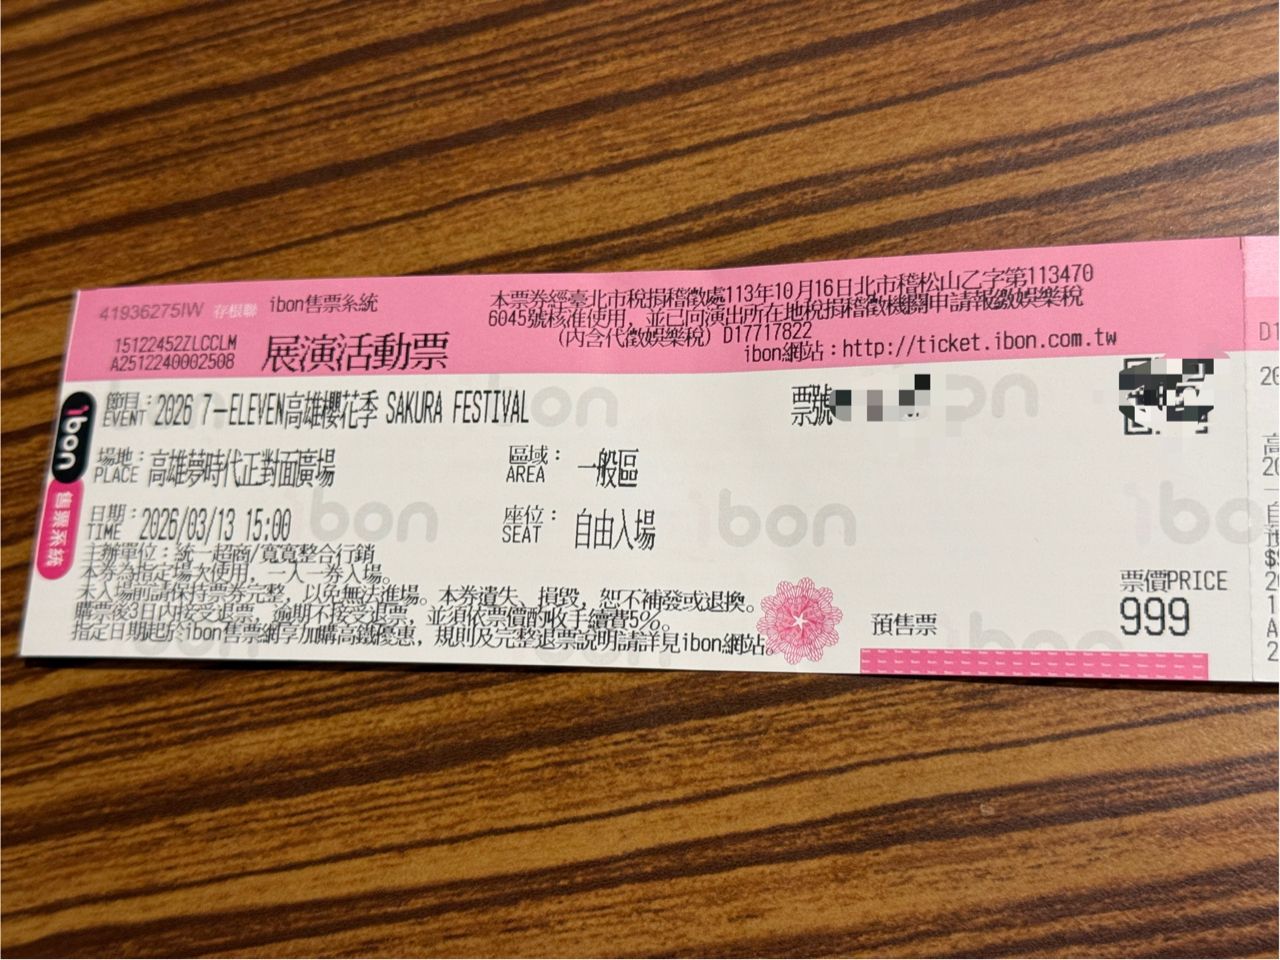 41936275IW 存根聯 ibon售票系統
15122452ZLCCLM
A2512240002508
展演活動票
本票券經臺北市稅捐稽徵處113年10月16日北市稽松山乙字第113470
6045號核准使用，並已向演出所在地稅捐稽徵機關申請報繳娛樂稅
(內含代徵娛樂稅) D17717822
ibon網站：http://ticket.ibon.com.tw
ibon
售票系統
節目：
EVENT 2026 7-ELEVEN高雄櫻花季 SAKURA FESTIVAL
票號
場地：
PLACE 高雄夢時代正對面廣場
區域：
AREA 一般區
日期：
TIME 2026/03/13 15:00
座位：
SEAT 自由入場
主辦單位：統一超商/寬寬整合行銷
本券為指定場次使用，一人一券入場。
未入場前請保持票券完整，以免無法進場。本券遺失、損毀，恕不補發或退換。
購票後3日內接受退票，逾期不接受退票，並須依票價酌收手續費5%。
指定日期起於ibon售票網享加購高鐵優惠，規則及完整退票說明請詳見ibon網站。
預售票
票價PRICE
999